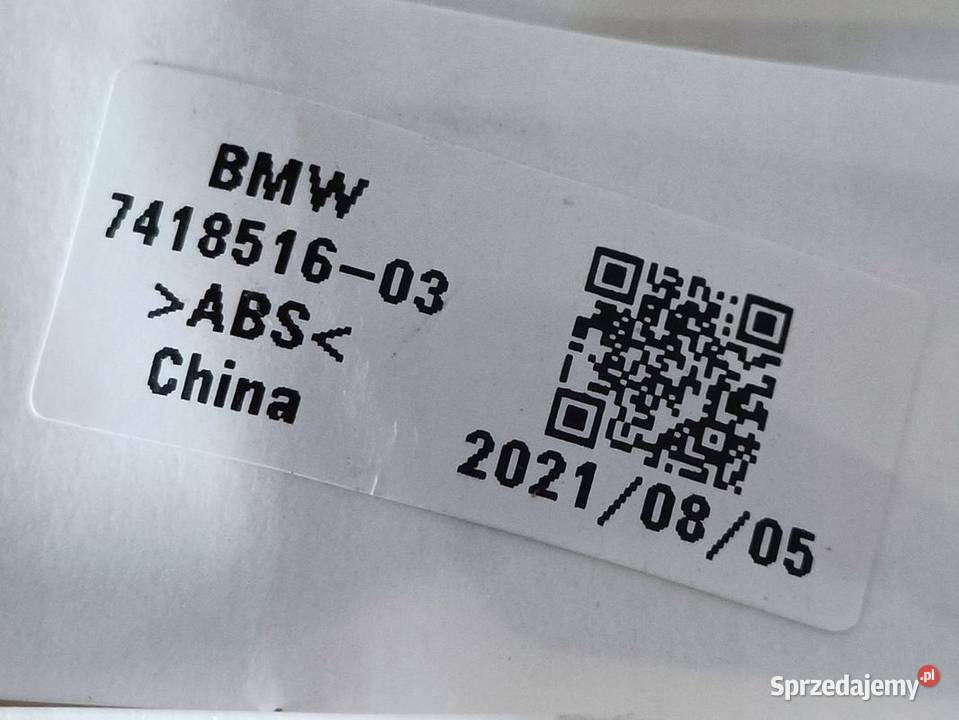 BMW
7418516-03
>ABS<
China
2021/08/05
Sprzedajemy.pl